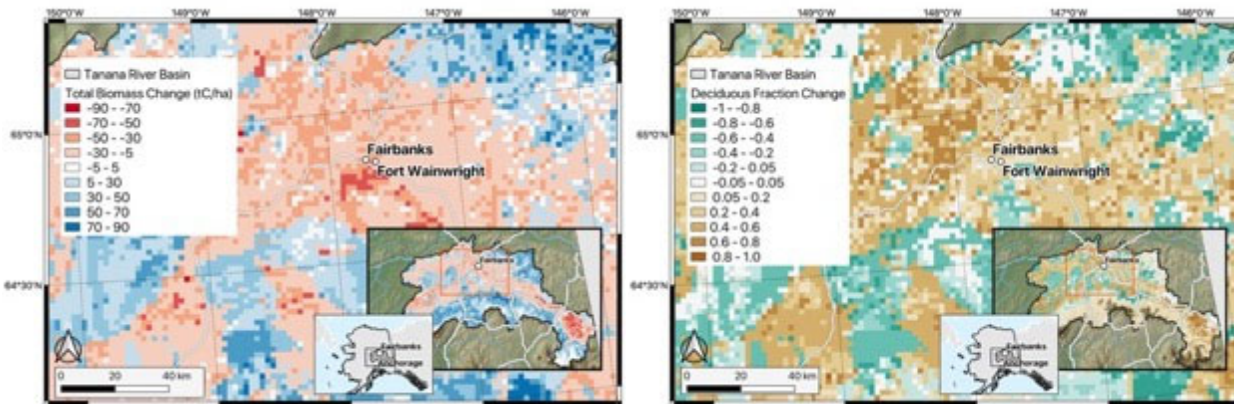 150°0'W 149°0'W 148°0'W 147°0'W 146°0'W
Tanana River Basin
Total Biomass Change (tC/ha)
-90 - -70
-70 - -50
-50 - -30
-30 - -5
-5 - 5
5 - 30
30 - 50
50 - 70
70 - 90
65°0'N
64°30'N
Fairbanks
Fort Wainwright
Fairbanks
Fairbanks
Anchorage
0 20 40 km
149°0'W 148°0'W 147°0'W 146°0'W
Tanana River Basin
Deciduous Fraction Change
-1 - -0.8
-0.8 - -0.6
-0.6 - -0.4
-0.4 - -0.2
-0.2 - 0.05
-0.05 - 0.05
0.05 - 0.2
0.2 - 0.4
0.4 - 0.6
0.6 - 0.8
0.8 - 1.0
65°0'N
64°30'N
Fairbanks
Fort Wainwright
Fairbanks
Fairbanks
Anchorage
0 20 40 km